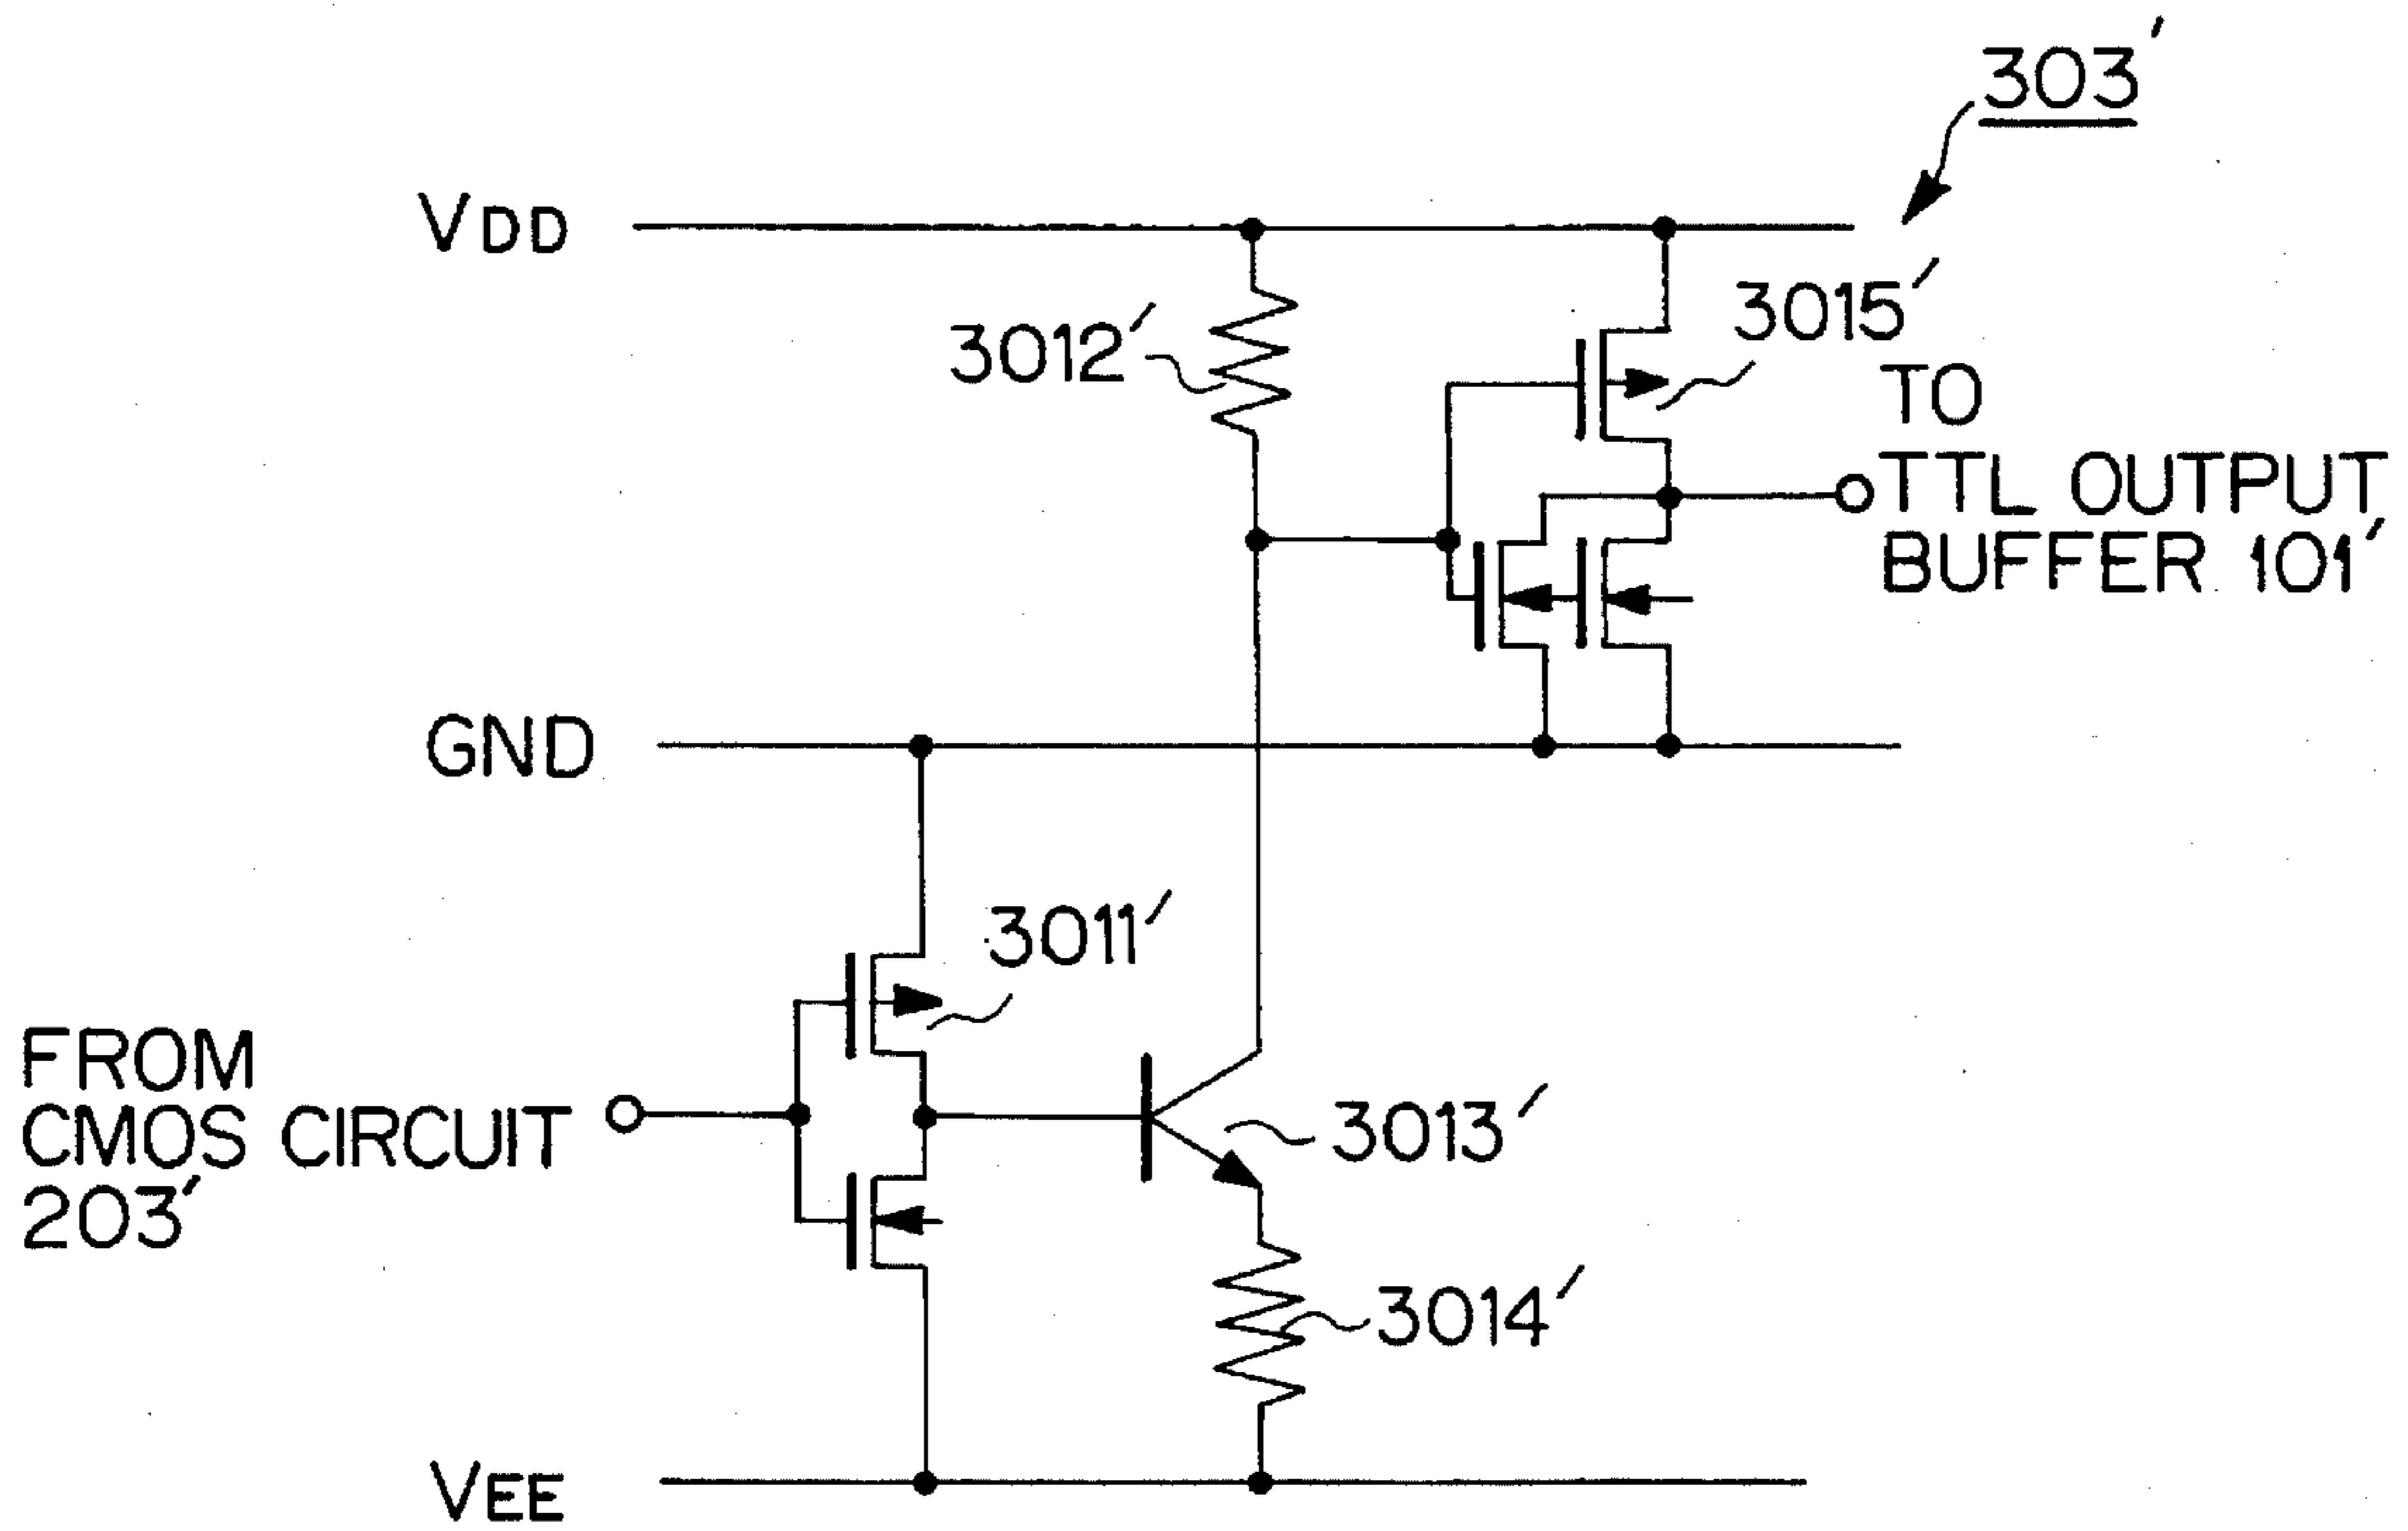 303′
VDD
3015′
3012′
TO
TTL OUTPUT
BUFFER 101′
GND
3011′
FROM
CMOS CIRCUIT
203′
3013′
3014′
VEE